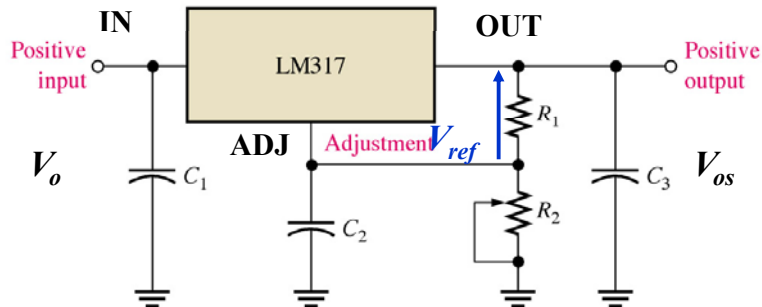 IN
OUT
Positive input
LM317
Positive output
R1
ADJ
Adjustment
Vref
Vo
C1
C2
R2
C3
Vos